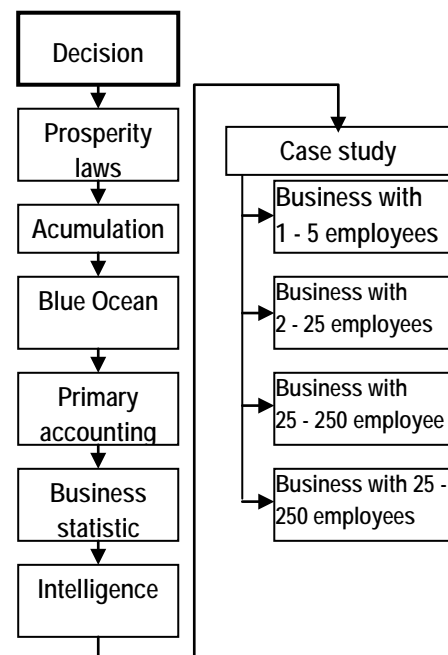 Decision
Prosperity
laws
Acumulation
Blue Ocean
Primary
accounting
Business
statistic
Intelligence
Case study
Business with
1 - 5 employees
Business with
2 - 25 employees
Business with
25 - 250 employee
Business with 25 -
250 employees